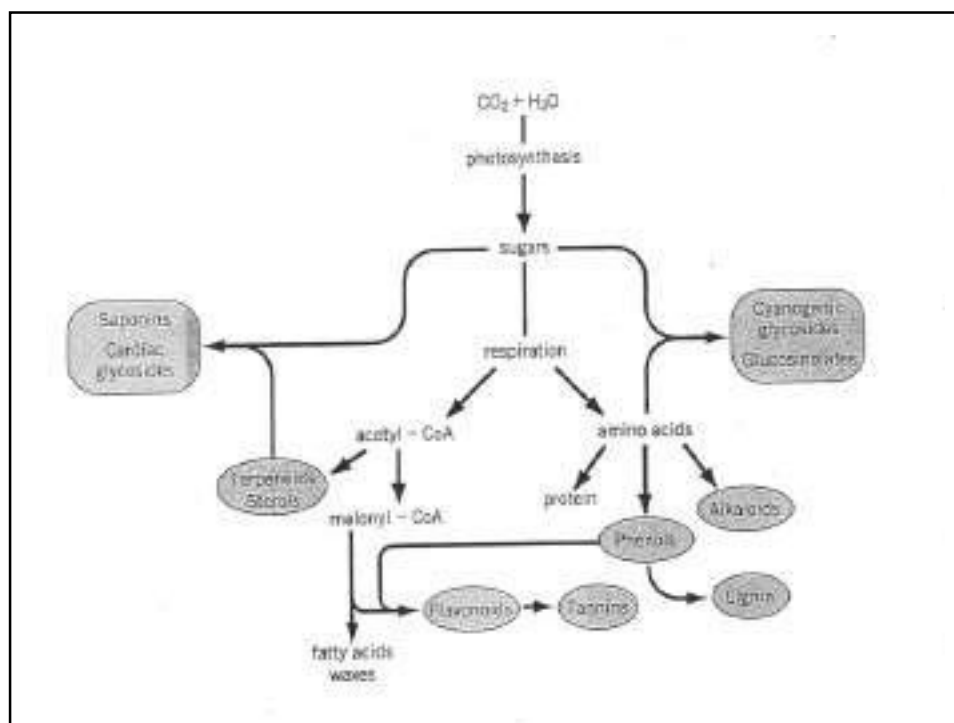 CO₂ + H₂O
photosynthesis
sugars
Saponins
Cardiac
glycosides
Cyanogenic
glycosides
Glucosinolates
respiration
acetyl – CoA
amino acids
Terpenoids
Sterols
protein
Alkaloids
malonyl – CoA
Phenols
Flavonoids
Tannins
Lignin
fatty acids
waxes